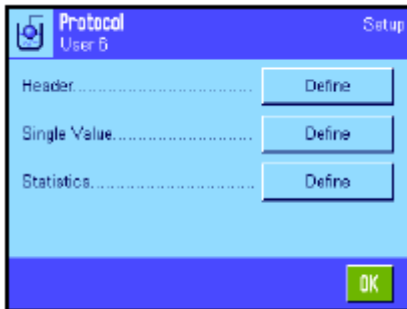 Protocol
Setup
User 6
Header.................................................. Define
Single Value........................................ Define
Statistics.............................................. Define
OK